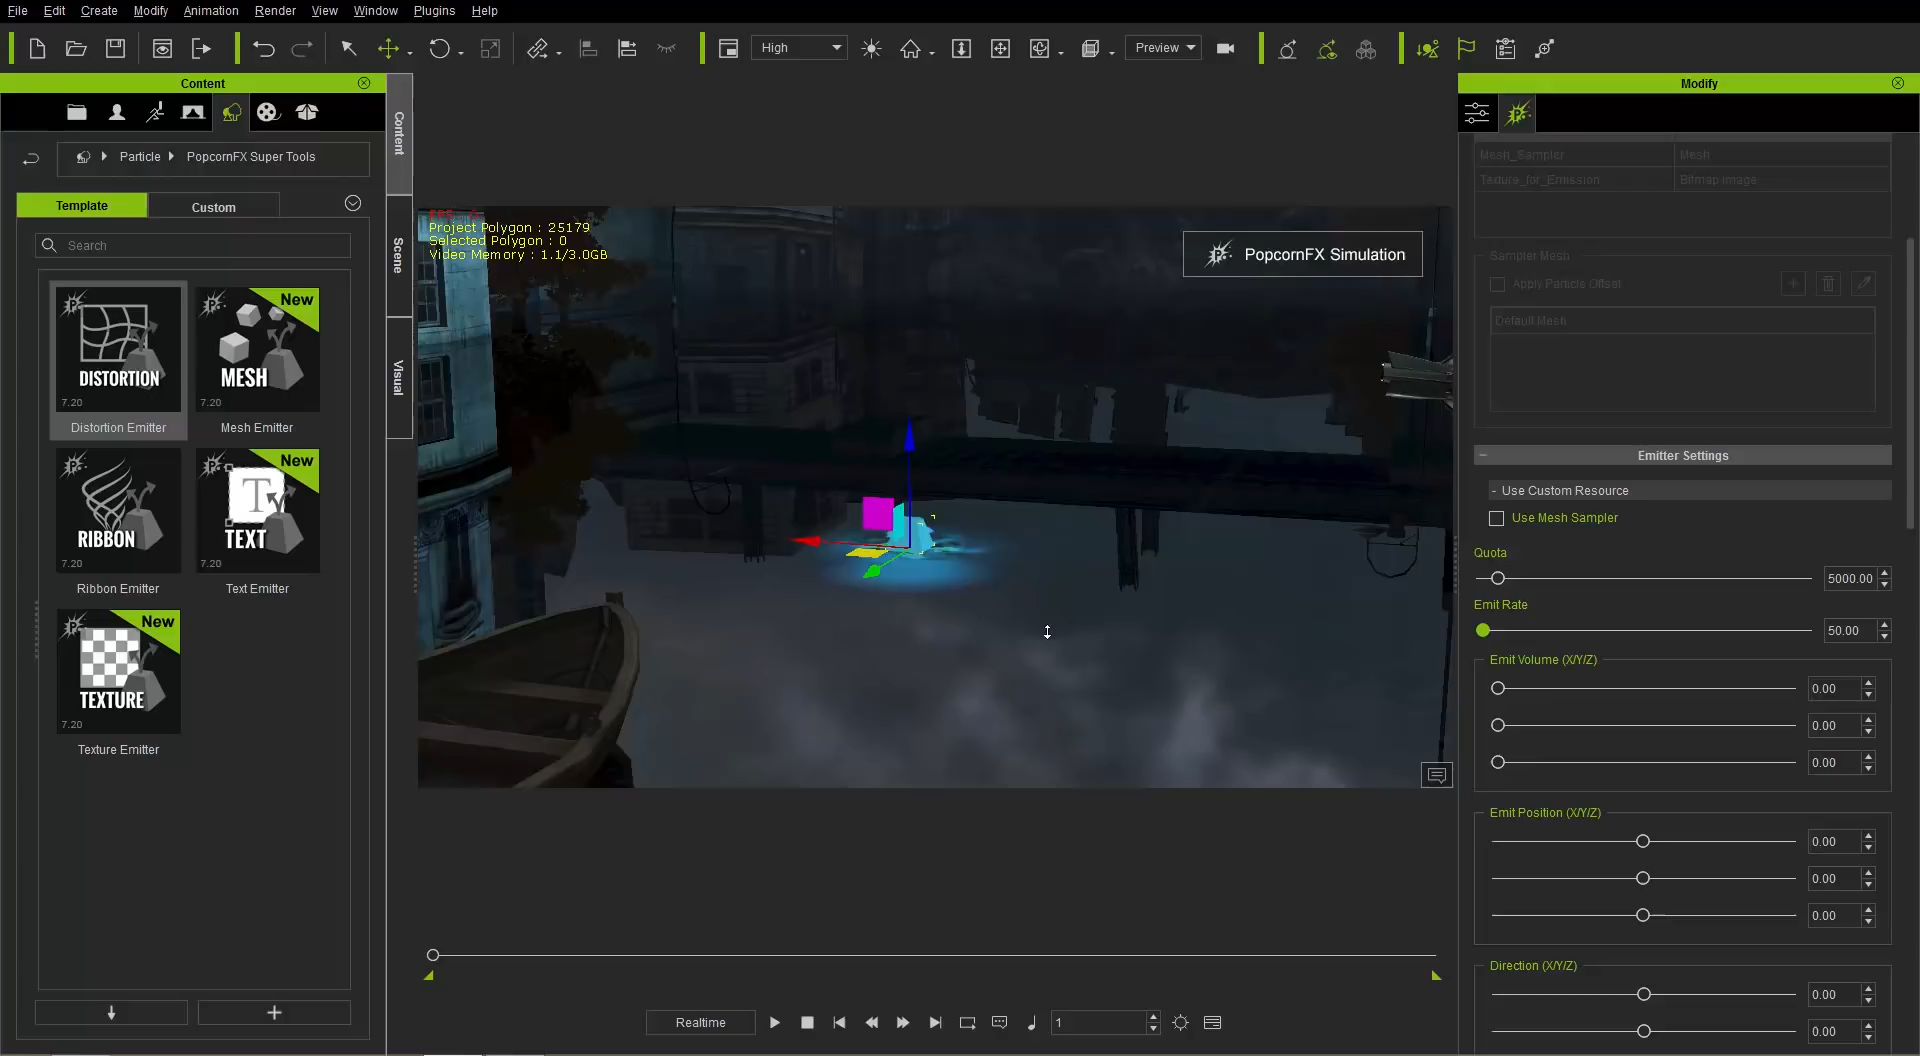 File Edit Create Modify Animation Render View Window Plugins Help
High
Preview
Content
Modify
Particle PopcornFX Super Tools
Template
Custom
Search
New
DISTORTION
7.20
Distortion Emitter
MESH
7.20
Mesh Emitter
New
RIBBON
7.20
Ribbon Emitter
TEXT
7.20
Text Emitter
New
TEXTURE
7.20
Texture Emitter
Content
Scene
Visual
Project Polygon : 25179
Selected Polygon : 0
Video Memory : 1.1/3.0GB
PopcornFX Simulation
Realtime
1
Mesh_Sampler Mesh
Texture_for_Emission Bitmap Image
Sampler Mesh
Apply Particle Offset
Default Mesh
Emitter Settings
- Use Custom Resource
Use Mesh Sampler
Quota
5000.00
Emit Rate
50.00
Emit Volume (X/Y/Z)
0.00
0.00
0.00
Emit Position (X/Y/Z)
0.00
0.00
0.00
Direction (X/Y/Z)
0.00
0.00